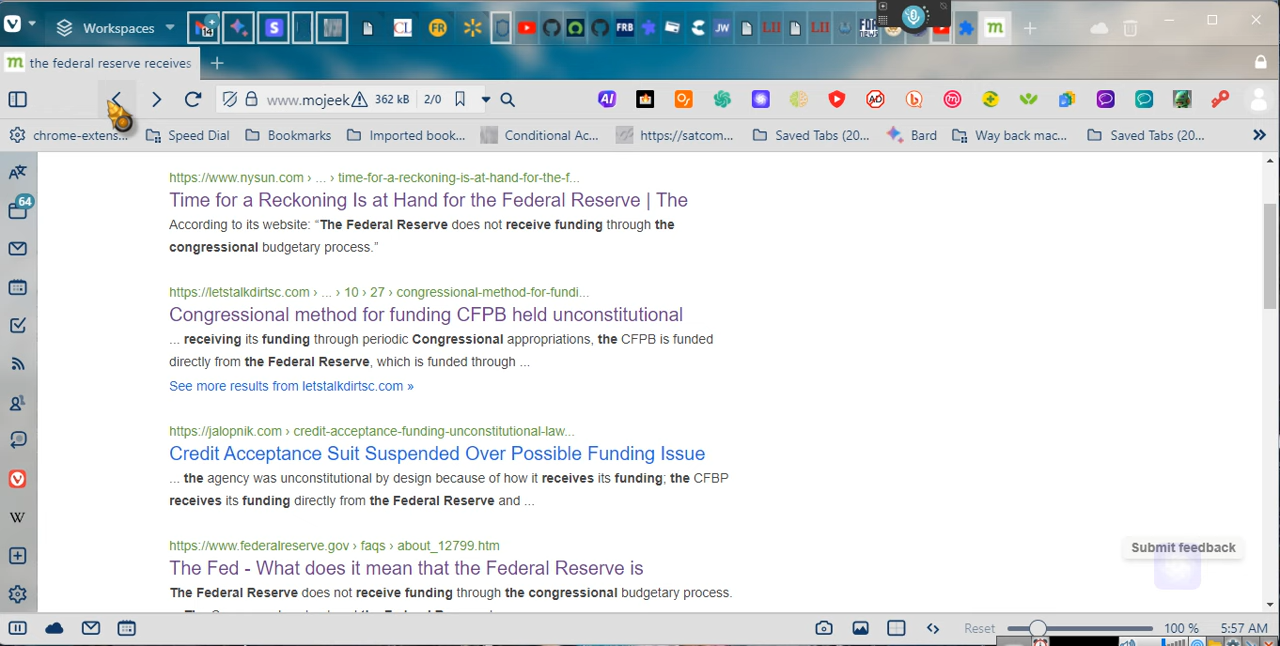 Workspaces
14
S
CL
FR
FRB
JW
LII
LII
m
m the federal reserve receives
www.mojeek
362 kB
2/0
AI
AD
chrome-extens...
Speed Dial
Bookmarks
Imported book...
Conditional Ac...
https://satcom...
Saved Tabs (20...
Bard
Way back mac...
Saved Tabs (20...
64
W
https://www.nysun.com › ... › time-for-a-reckoning-is-at-hand-for-the-f...
Time for a Reckoning Is at Hand for the Federal Reserve | The
According to its website: “The Federal Reserve does not receive funding through the
congressional budgetary process.”
https://letstalkdirtsc.com › ... › 10 › 27 › congressional-method-for-fundi...
Congressional method for funding CFPB held unconstitutional
... receiving its funding through periodic Congressional appropriations, the CFPB is funded
directly from the Federal Reserve, which is funded through ...
See more results from letstalkdirtsc.com »
https://jalopnik.com › credit-acceptance-funding-unconstitutional-law...
Credit Acceptance Suit Suspended Over Possible Funding Issue
... the agency was unconstitutional by design because of how it receives its funding; the CFBP
receives its funding directly from the Federal Reserve and ...
https://www.federalreserve.gov › faqs › about_12799.htm
The Fed - What does it mean that the Federal Reserve is
The Federal Reserve does not receive funding through the congressional budgetary process.
Submit feedback
Reset
100 %
5:57 AM